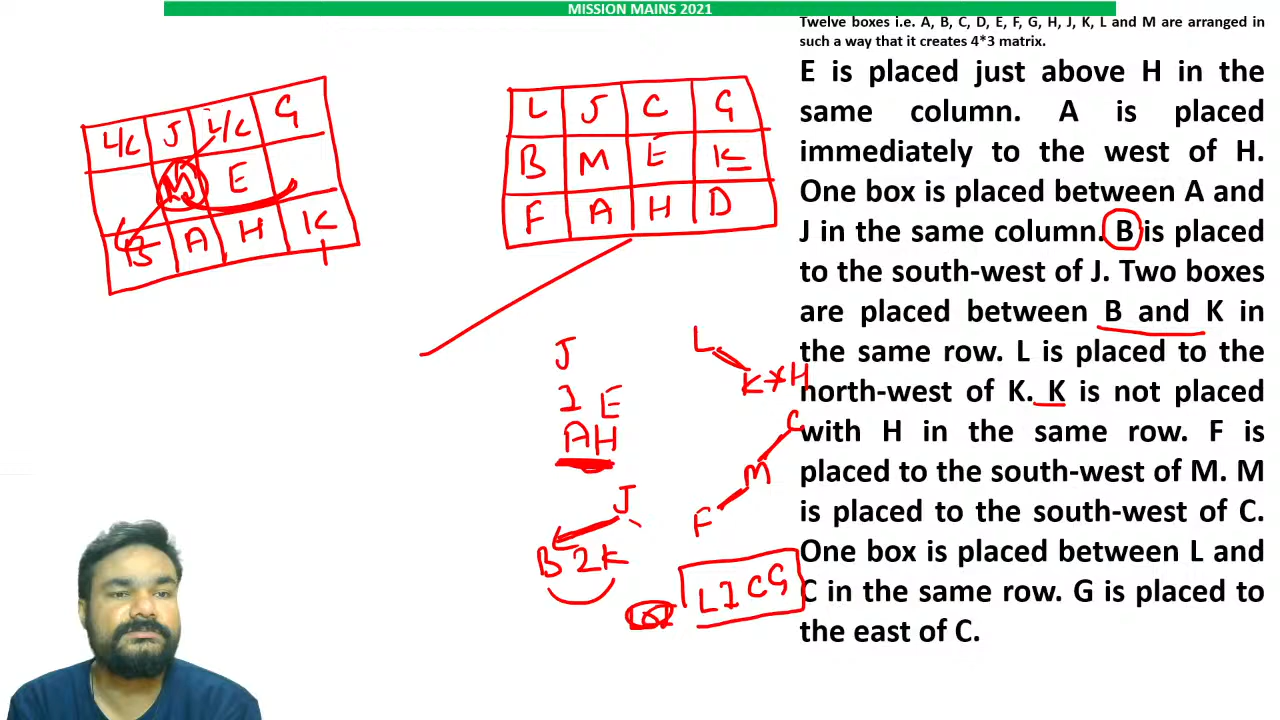 MISSION MAINS 2021
Twelve boxes i.e. A, B, C, D, E, F, G, H, J, K, L and M are arranged in
such a way that it creates 4*3 matrix.
E is placed just above H in the
same column. A is placed
immediately to the west of H.
One box is placed between A and
J in the same column. B is placed
to the south-west of J. Two boxes
are placed between B and K in
the same row. L is placed to the
north-west of K. K is not placed
with H in the same row. F is
placed to the south-west of M. M
is placed to the south-west of C.
One box is placed between L and
C in the same row. G is placed to
the east of C.
L/C J L/C G
M E
B A H K
L J C G
B M E K
F A H D
J
1 E
A H
J
B 2 K
L
K * H
C
M
F
L 1 C G